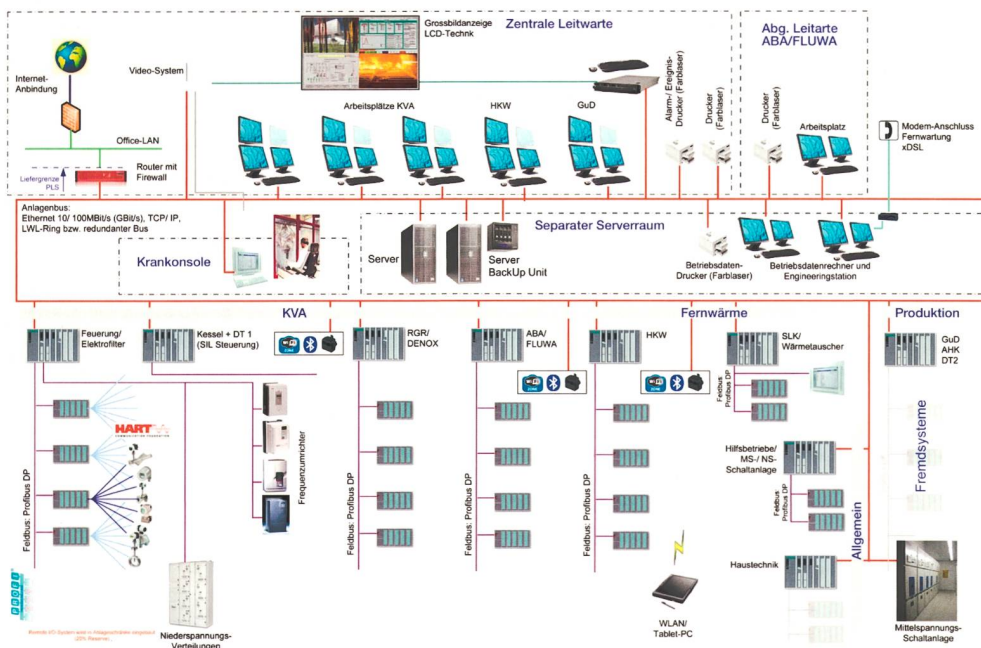 Zentrale Leitwarte
Grossbildanzeige
LCD-Technk
Abg. Leitarte
ABA/FLUWA
Internet-
Anbindung
Video-System
Arbeitsplätze KVA
HKW
GuD
Alarm-/ Ereignis-
Drucker (Farblaser)
Drucker
(Farblaser)
Drucker
(Farblaser)
Arbeitsplatz
Modem-Anschluss
Fernwartung
xDSL
Office-LAN
Liefergrenze
PLS
Router mit
Firewall
Anlagenbus:
Ethernet 10/ 100MBit/s (GBit/s), TCP/ IP,
LWL-Ring bzw. redundanter Bus
Krankonsole
Separater Serverraum
Server
Server
BackUp Unit
Betriebsdaten-
Drucker (Farblaser)
Betriebsdatenrechner und
Engineeringstation
KVA
Fernwärme
Produktion
Feuerung/
Elektrofilter
Kessel + DT 1
(SIL Steuerung)
RGR/
DENOX
ABA/
FLUWA
HKW
SLK/
Wärmetauscher
GuD
AHK
DT2
Feldbus: Profibus DP
HART
Frequenzumrichter
Feldbus: Profibus DP
Feldbus: Profibus DP
Feldbus: Profibus DP
Feldbus
Profibus DP
Hilfsbetriebe/
MS-/ NS-
Schaltanlage
Feldbus
Profibus DP
Allgemein
Fremdsysteme
Haustechnik
Niederspannungs-
Verteilungen
WLAN/
Tablet-PC
Mittelspannungs-
Schaltanlage